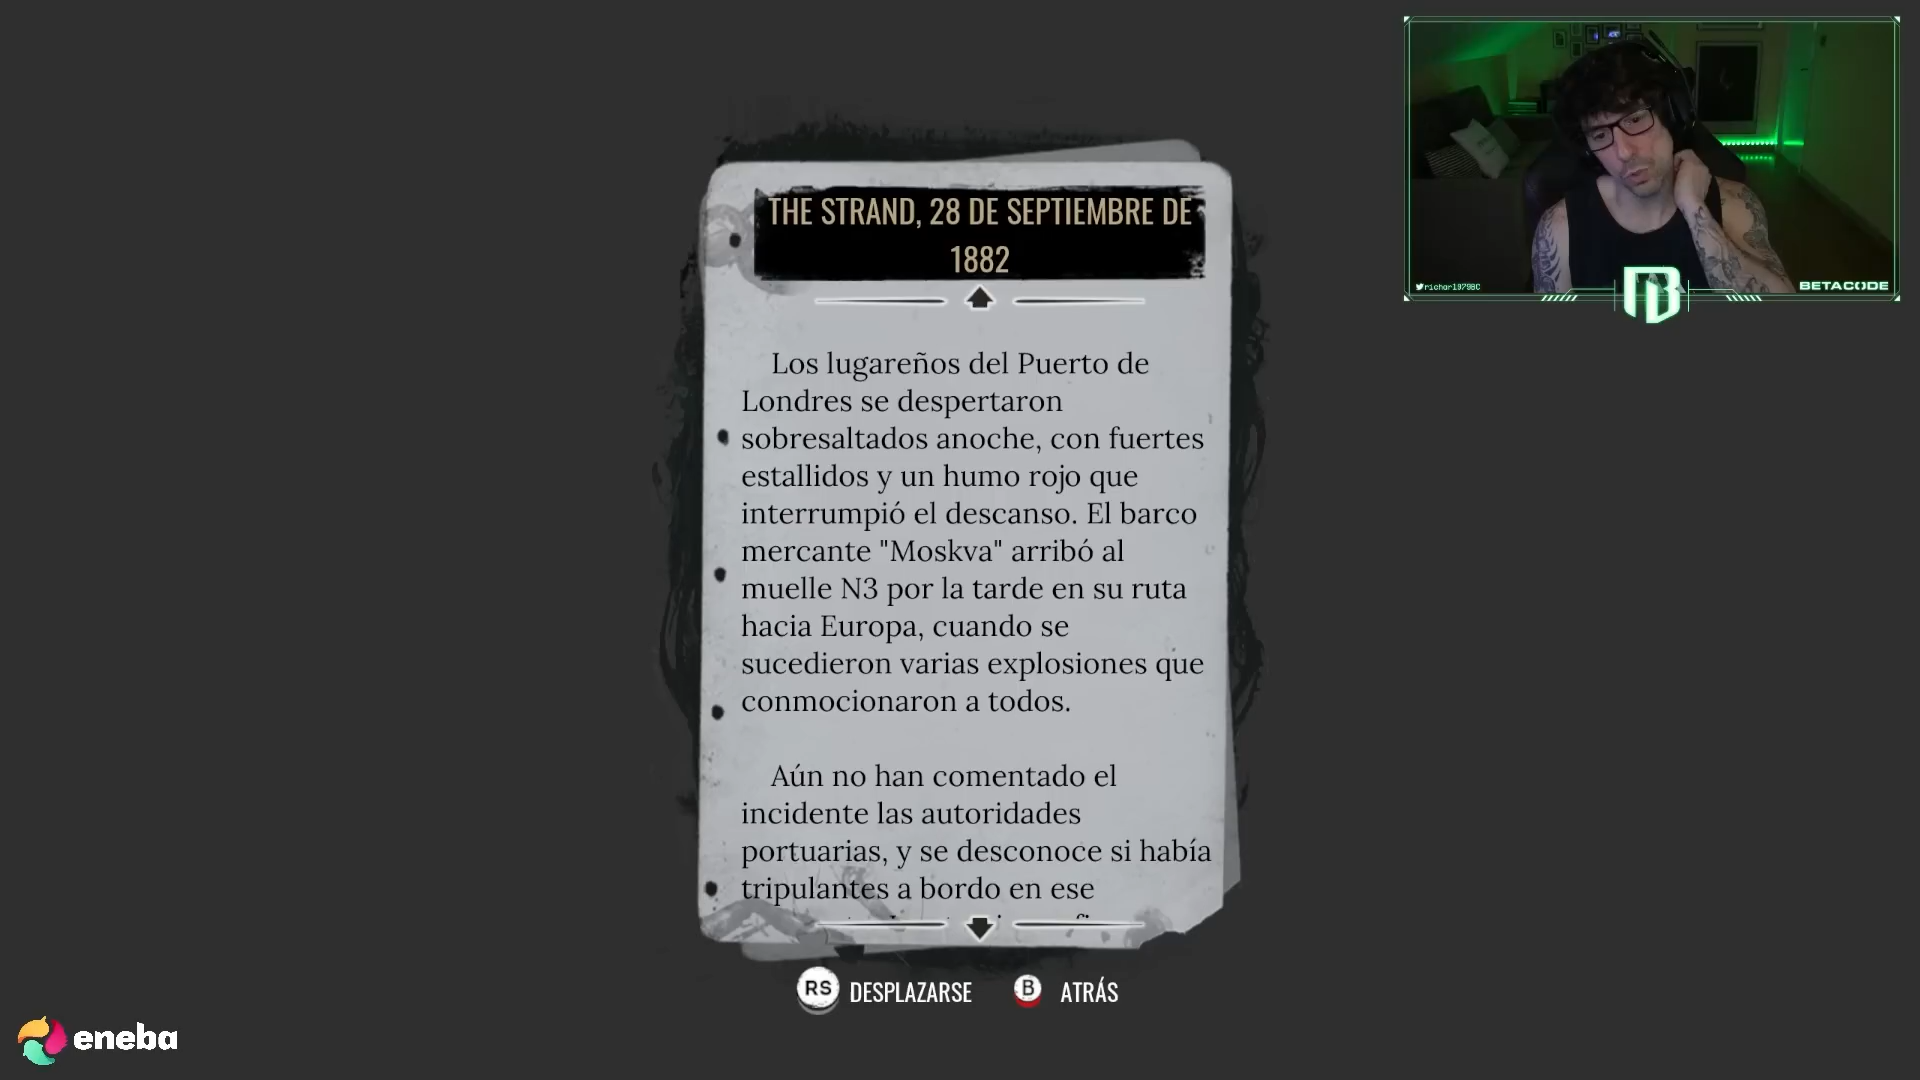 THE STRAND, 28 DE SEPTIEMBRE DE
1882
Los lugareños del Puerto de
Londres se despertaron
sobresaltados anoche, con fuertes
estallidos y un humo rojo que
interrumpió el descanso. El barco
mercante "Moskva" arribó al
muelle N3 por la tarde en su ruta
hacia Europa, cuando se
sucedieron varias explosiones que
conmocionaron a todos.
Aún no han comentado el
incidente las autoridades
portuarias, y se desconoce si había
tripulantes a bordo en ese
RS DESPLAZARSE B ATRÁS
eneba
richar1979BC
BETACODE